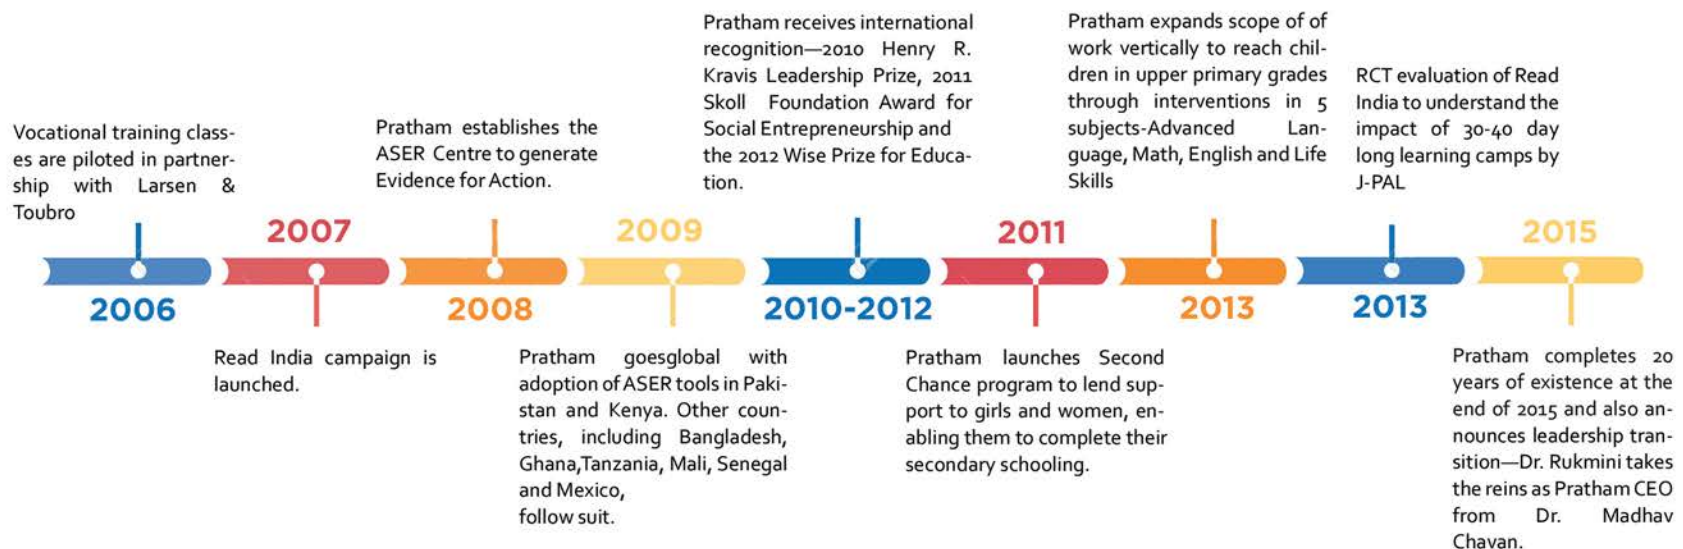 Vocational training class-
es are piloted in partner-
ship with Larsen &
Toubro
2006
2007
Read India campaign is
launched.
Pratham establishes the
ASER Centre to generate
Evidence for Action.
2008
2009
Pratham goesglobal with
adoption of ASER tools in Paki-
stan and Kenya. Other coun-
tries, including Bangladesh,
Ghana,Tanzania, Mali, Senegal
and Mexico,
follow suit.
Pratham receives international
recognition—2010 Henry R.
Kravis Leadership Prize, 2011
Skoll Foundation Award for
Social Entrepreneurship and
the 2012 Wise Prize for Educa-
tion.
2010-2012
2011
Pratham launches Second
Chance program to lend sup-
port to girls and women, en-
abling them to complete their
secondary schooling.
Pratham expands scope of of
work vertically to reach chil-
dren in upper primary grades
through interventions in 5
subjects-Advanced Lan-
guage, Math, English and Life
Skills
2013
RCT evaluation of Read
India to understand the
impact of 30-40 day
long learning camps by
J-PAL
2013
2015
Pratham completes 20
years of existence at the
end of 2015 and also an-
nounces leadership tran-
sition—Dr. Rukmini takes
the reins as Pratham CEO
from Dr. Madhav
Chavan.